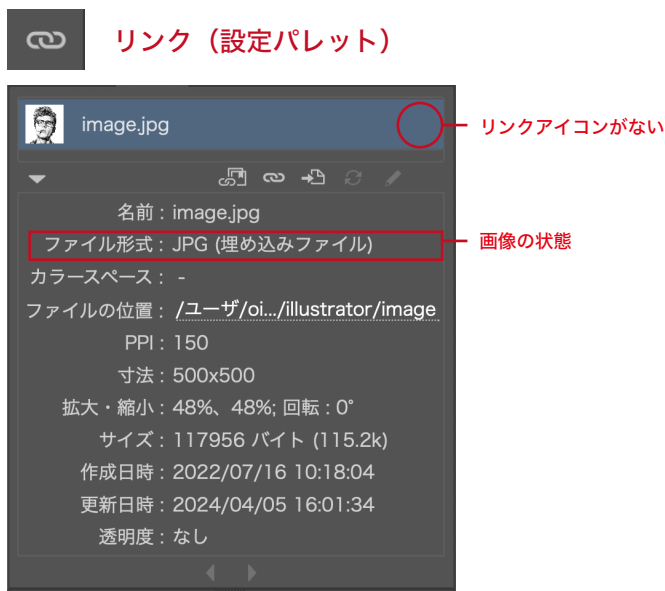 リンク（設定パレット）
image.jpg
リンクアイコンがない
名前 : image.jpg
ファイル形式 : JPG (埋め込みファイル)
画像の状態
カラースペース : -
ファイルの位置 : /ユーザ/oi.../illustrator/image
PPI : 150
寸法 : 500x500
拡大・縮小 : 48%、48%; 回転 : 0°
サイズ : 117956 バイト (115.2k)
作成日時 : 2022/07/16 10:18:04
更新日時 : 2024/04/05 16:01:34
透明度 : なし